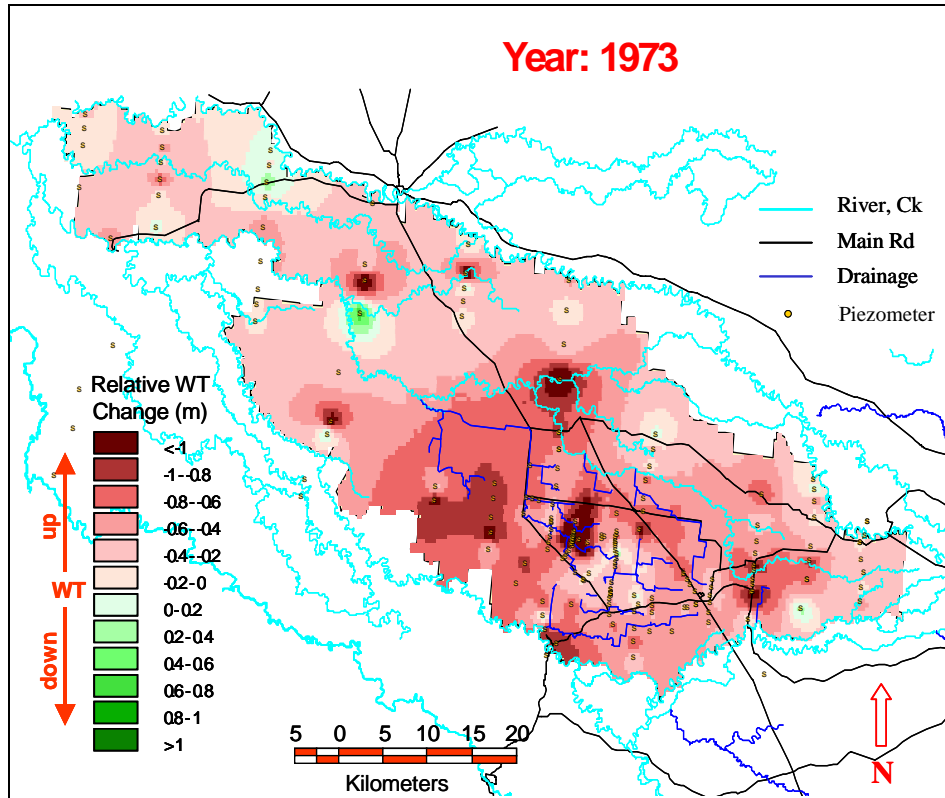 Year: 1973
River, Ck
Main Rd
Drainage
Piezometer
Relative WT
Change (m)
<-1
-1--0.8
-0.8--0.6
-0.6--0.4
-0.4--0.2
-0.2-0
0-0.2
0.2-0.4
0.4-0.6
0.6-0.8
0.8-1
>1
up
WT
down
5 0 5 10 15 20
Kilometers
N